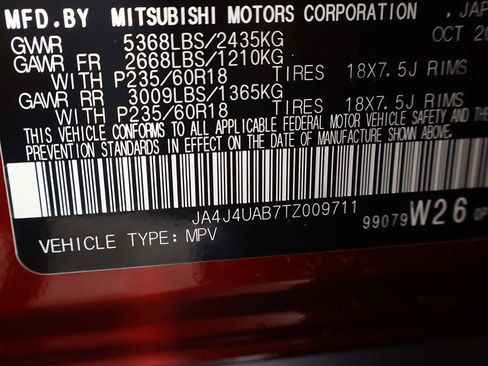 MFD.BY MITSUBISHI MOTORS CORPORATION , JAP
GVWR 5368LBS/2435KG OCT 20
GAWR FR 2668LBS/1210KG
WITH P235/60R18 TIRES 18X7.5J RIMS
GAWR RR 3009LBS/1365KG
WITH P235/60R18 TIRES 18X7.5J RIMS
THIS VEHICLE CONFORMS TO ALL APPLICABLE FEDERAL MOTOR VEHICLE SAFETY AND
PREVENTION STANDARDS IN EFFECT ON THE DATE OF MANUFACTURE SHOWN ABOVE.
JA4J4UAB7TZ009711
99079 W26 OP
VEHICLE TYPE: MPV